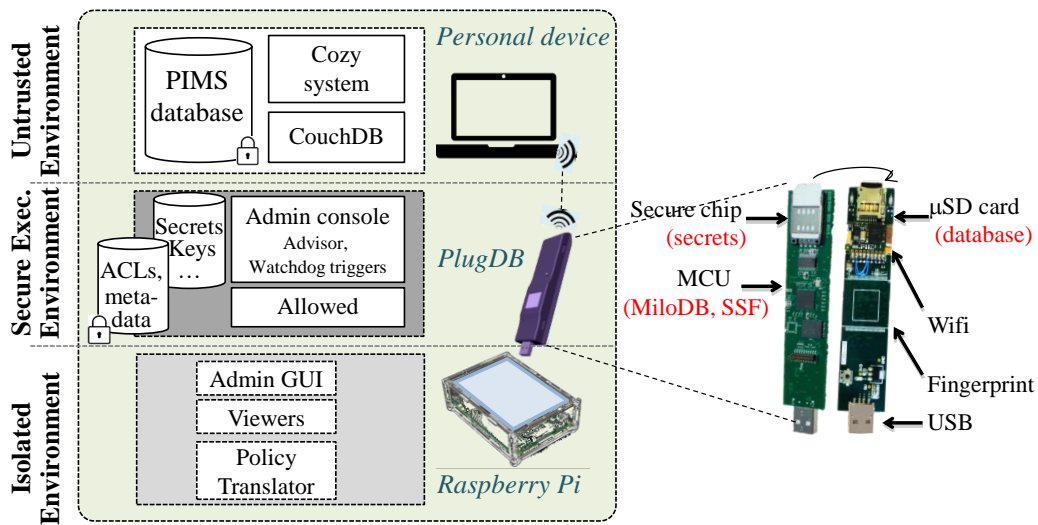 Untrusted
Environment
PIMS
database
Cozy
system
CouchDB
Personal device
Secure Exec.
Environment
Secrets
Keys
…
ACLs,
meta-
data
Admin console
Advisor,
Watchdog triggers
Allowed
PlugDB
Isolated
Environment
Admin GUI
Viewers
Policy
Translator
Raspberry Pi
Secure chip
(secrets)
MCU
(MiloDB, SSF)
µSD card
(database)
Wifi
Fingerprint
USB